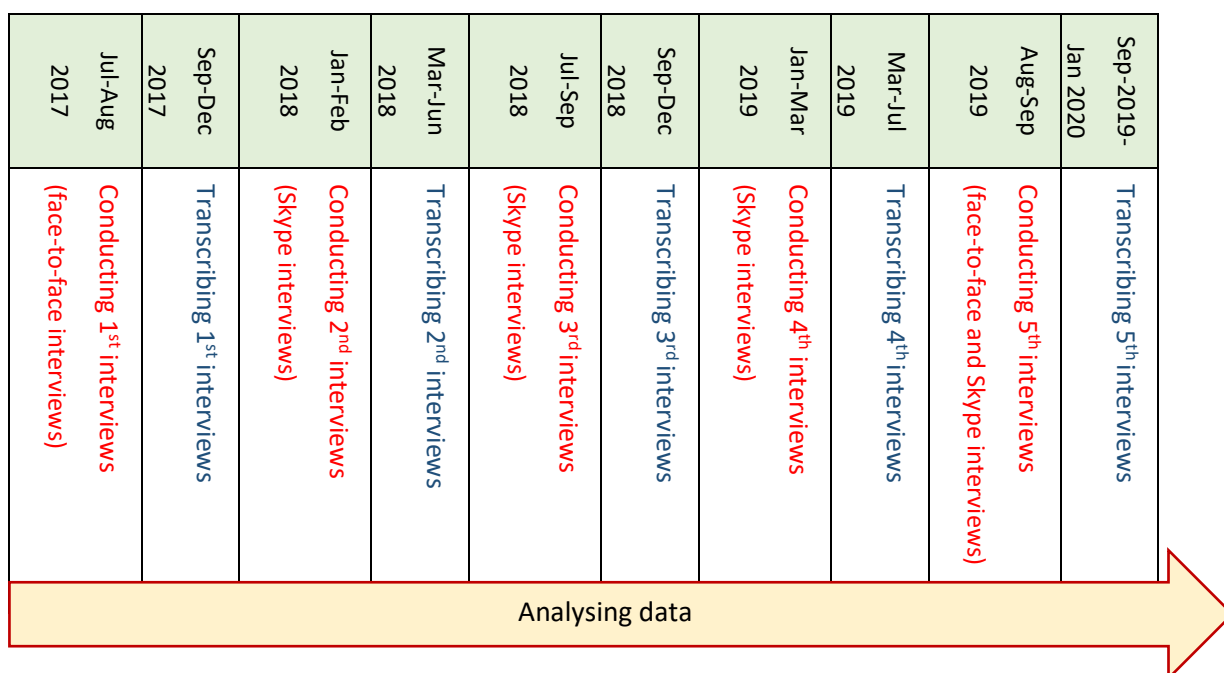 Jul-Aug
2017
Conducting 1st interviews
(face-to-face interviews)
Sep-Dec
2017
Transcribing 1st interviews
Jan-Feb
2018
Conducting 2nd interviews
(Skype interviews)
Mar-Jun
2018
Transcribing 2nd interviews
Jul-Sep
2018
Conducting 3rd interviews
(Skype interviews)
Sep-Dec
2018
Transcribing 3rd interviews
Jan-Mar
2019
Conducting 4th interviews
(Skype interviews)
Mar-Jul
2019
Transcribing 4th interviews
Aug-Sep
2019
Conducting 5th interviews
(face-to-face and Skype interviews)
Sep-2019-
Jan 2020
Transcribing 5th interviews
Analysing data